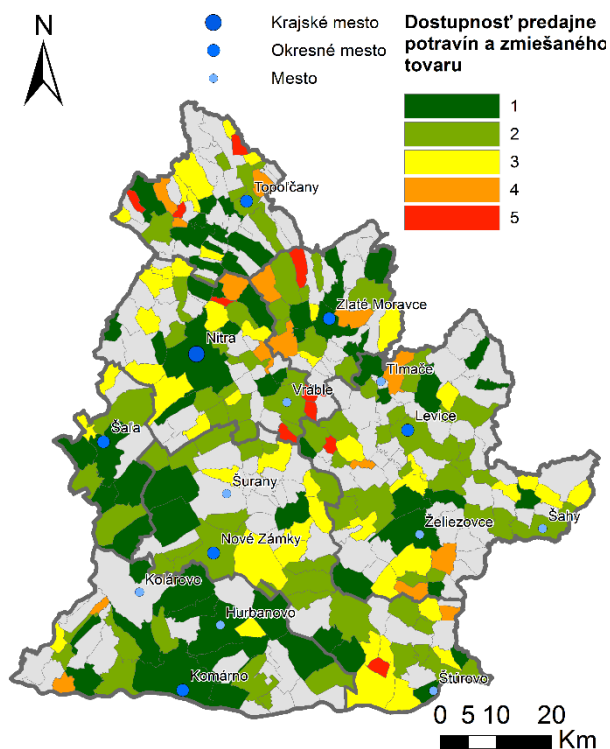 N
Krajské mesto
Okresné mesto
Mesto
Dostupnosť predajne
potravín a zmiešaného
tovaru
1
2
3
4
5
Topoľčany
Zlaté Moravce
Nitra
Tlmače
Vráble
Levice
Šaľa
Šurany
Želiezovce
Šahy
Nové Zámky
Kolárovo
Hurbanovo
Komárno
Štúrovo
0 5 10 20
Km